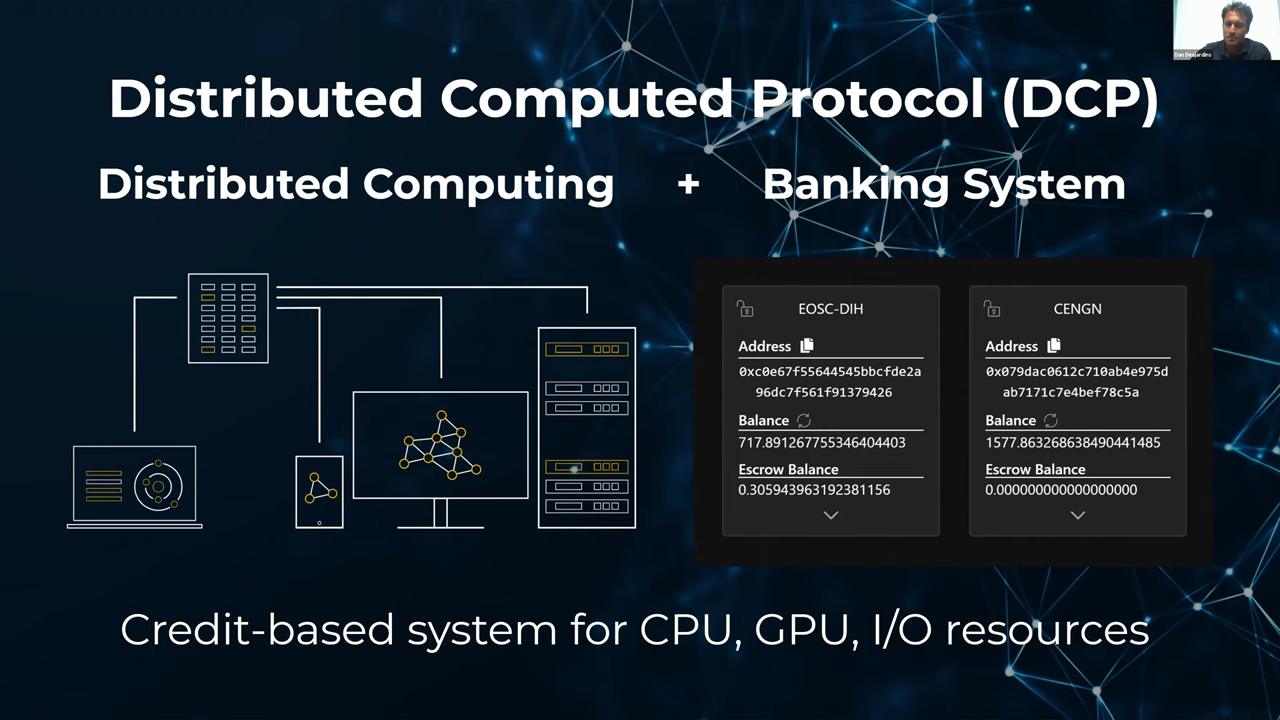 Dan Desjardins
Distributed Computed Protocol (DCP)
Distributed Computing + Banking System
EOSC-DIH
Address
0xc0e67f55644545bbcfde2a
96dc7f561f91379426
Balance
717.891267755346404403
Escrow Balance
0.305943963192381156
CENGN
Address
0x079dac0612c710ab4e975d
ab7171c7e4bef78c5a
Balance
1577.863268638490441485
Escrow Balance
0.000000000000000000
Credit-based system for CPU, GPU, I/O resources